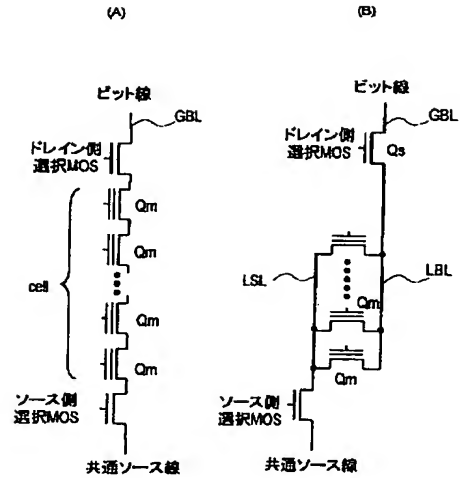 (A)
ビット線
GBL
ドレイン側
選択MOS
Qm
Qm
cell
Qm
Qm
ソース側
選択MOS
共通ソース線
(B)
ビット線
GBL
ドレイン側
選択MOS
Qs
LSL
LBL
Qm
Qm
ソース側
選択MOS
共通ソース線